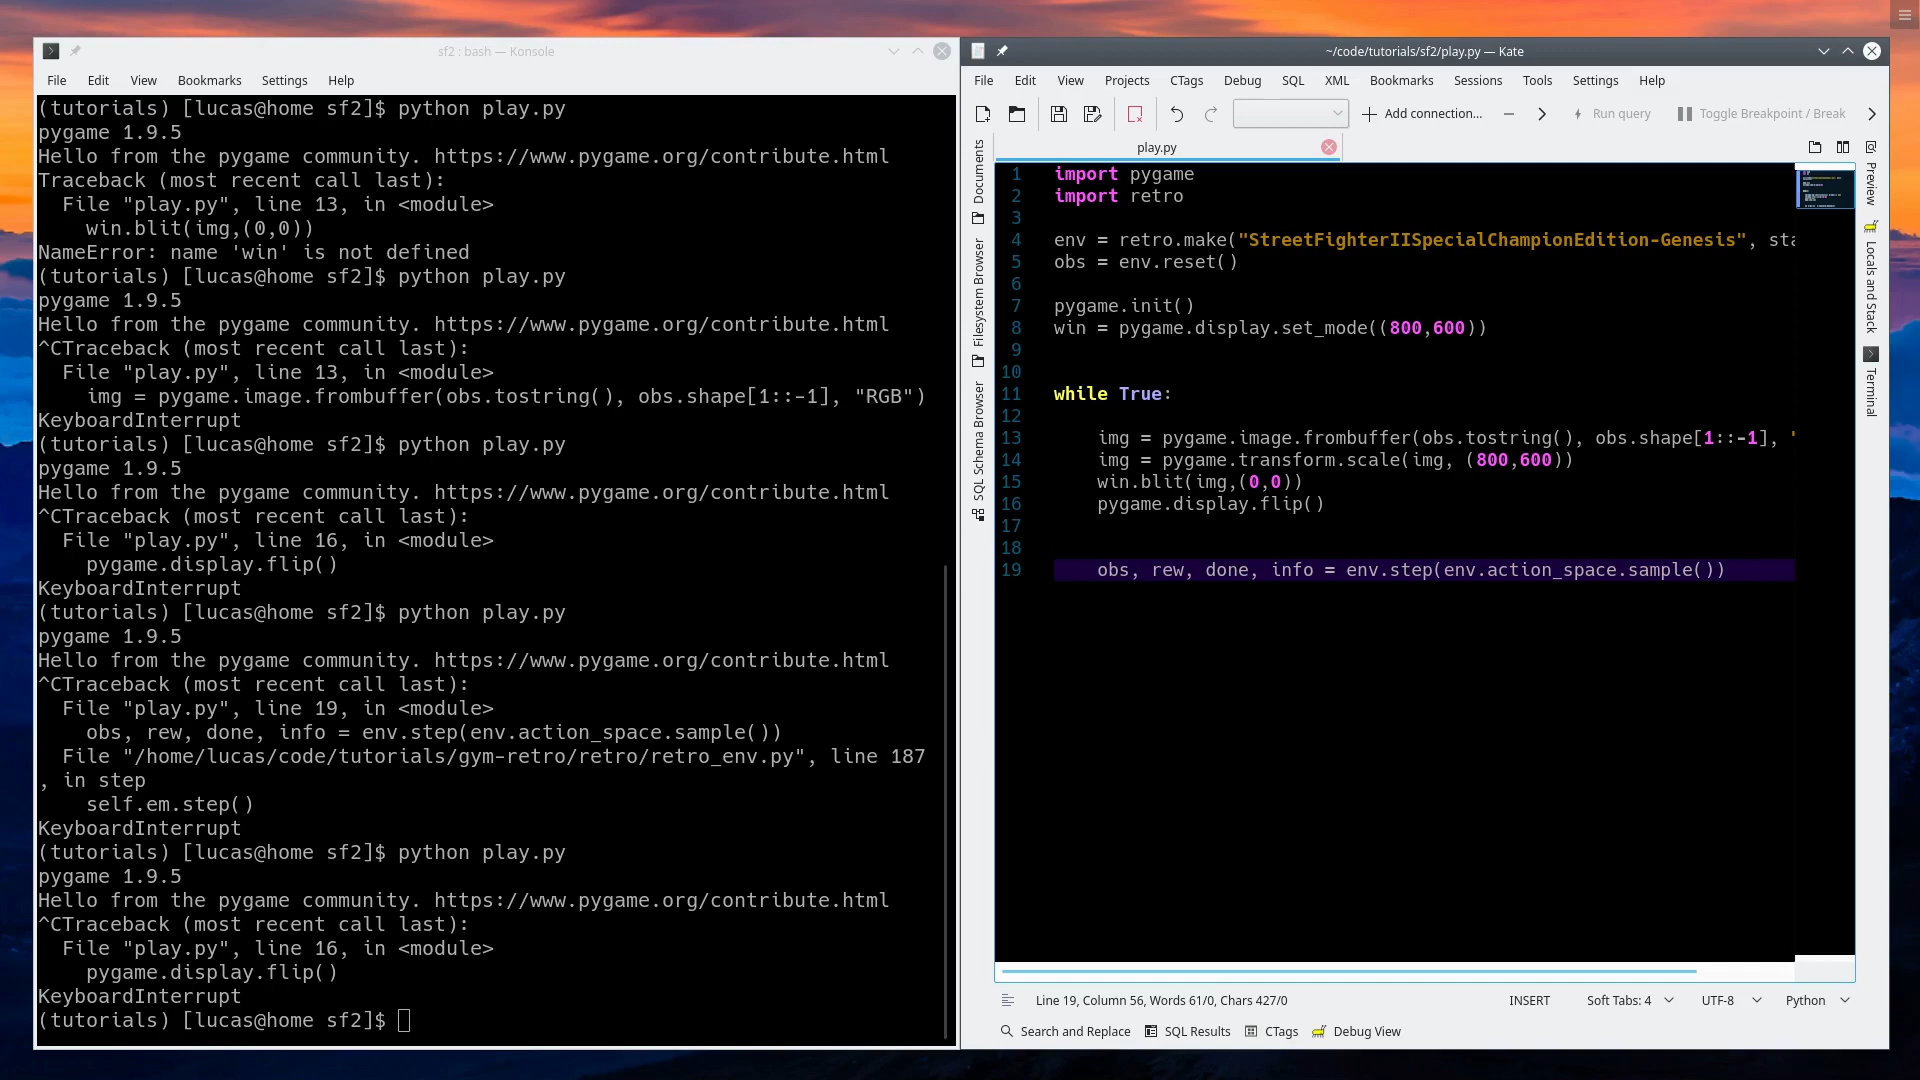 sf2 : bash — Konsole
File Edit View Bookmarks Settings Help
(tutorials) [lucas@home sf2]$ python play.py
pygame 1.9.5
Hello from the pygame community. https://www.pygame.org/contribute.html
Traceback (most recent call last):
  File "play.py", line 13, in <module>
    win.blit(img,(0,0))
NameError: name 'win' is not defined
(tutorials) [lucas@home sf2]$ python play.py
pygame 1.9.5
Hello from the pygame community. https://www.pygame.org/contribute.html
^CTraceback (most recent call last):
  File "play.py", line 13, in <module>
    img = pygame.image.frombuffer(obs.tostring(), obs.shape[1::-1], "RGB")
KeyboardInterrupt
(tutorials) [lucas@home sf2]$ python play.py
pygame 1.9.5
Hello from the pygame community. https://www.pygame.org/contribute.html
^CTraceback (most recent call last):
  File "play.py", line 16, in <module>
    pygame.display.flip()
KeyboardInterrupt
(tutorials) [lucas@home sf2]$ python play.py
pygame 1.9.5
Hello from the pygame community. https://www.pygame.org/contribute.html
^CTraceback (most recent call last):
  File "play.py", line 19, in <module>
    obs, rew, done, info = env.step(env.action_space.sample())
  File "/home/lucas/code/tutorials/gym-retro/retro/retro_env.py", line 187
, in step
    self.em.step()
KeyboardInterrupt
(tutorials) [lucas@home sf2]$ python play.py
pygame 1.9.5
Hello from the pygame community. https://www.pygame.org/contribute.html
^CTraceback (most recent call last):
  File "play.py", line 16, in <module>
    pygame.display.flip()
KeyboardInterrupt
(tutorials) [lucas@home sf2]$
~/code/tutorials/sf2/play.py — Kate
File Edit View Projects CTags Debug SQL XML Bookmarks Sessions Tools Settings Help
Add connection... Run query Toggle Breakpoint / Break
play.py
Documents
Filesystem Browser
SQL Schema Browser
1 import pygame
2 import retro
3
4 env = retro.make("StreetFighterIISpecialChampionEdition-Genesis", sta
5 obs = env.reset()
6
7 pygame.init()
8 win = pygame.display.set_mode((800,600))
9
10
11 while True:
12
13     img = pygame.image.frombuffer(obs.tostring(), obs.shape[1::-1], "
14     img = pygame.transform.scale(img, (800,600))
15     win.blit(img,(0,0))
16     pygame.display.flip()
17
18
19     obs, rew, done, info = env.step(env.action_space.sample())
Preview
Locals and Stack
Terminal
Line 19, Column 56, Words 61/0, Chars 427/0 INSERT Soft Tabs: 4 UTF-8 Python
Search and Replace SQL Results CTags Debug View